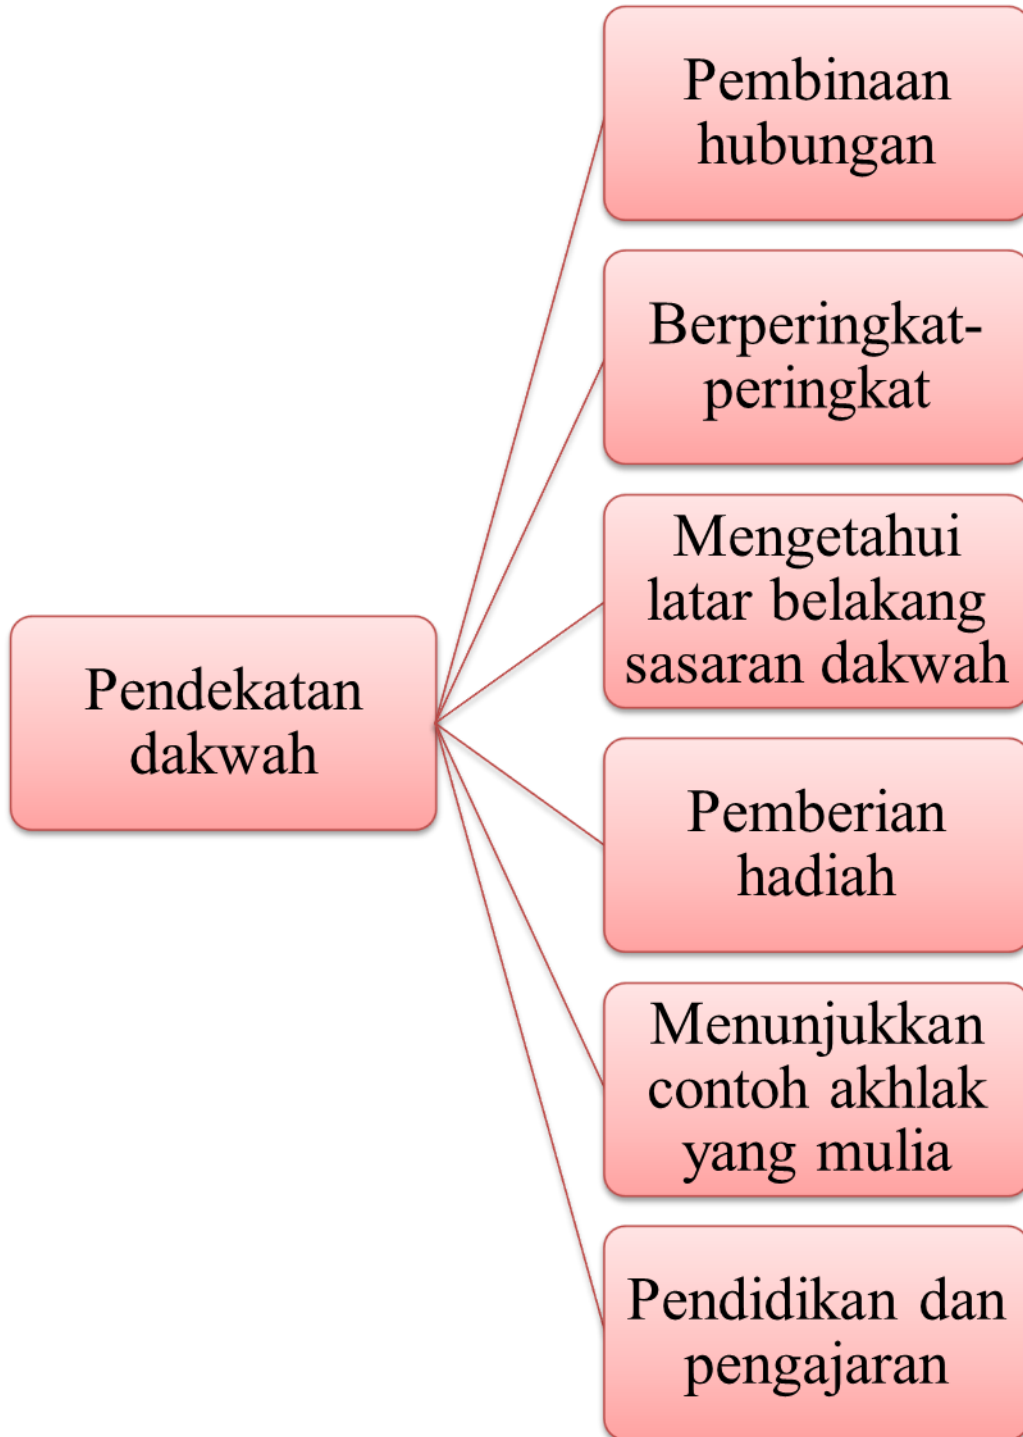 Pembinaan
hubungan
Berperingkat-
peringkat
Mengetahui
latar belakang
sasaran dakwah
Pendekatan
dakwah
Pemberian
hadiah
Menunjukkan
contoh akhlak
yang mulia
Pendidikan dan
pengajaran